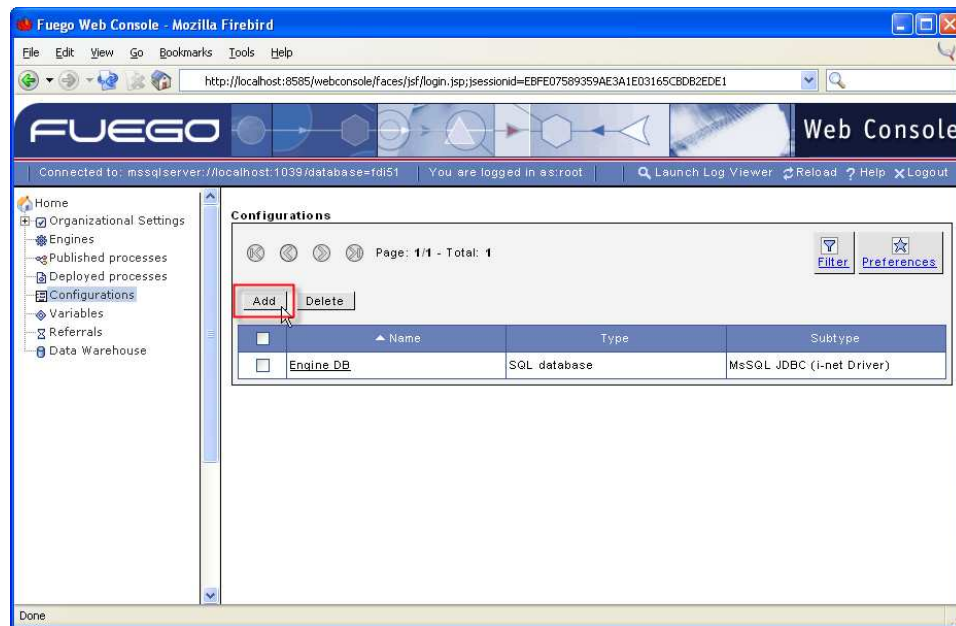 Fuego Web Console - Mozilla Firebird
File Edit View Go Bookmarks Tools Help
http://localhost:8585/webconsole/faces/jsf/login.jsp;jsessionid=EBFE07589359AE3A1E03165CBDB2EDE1
FUEGO Web Console
Connected to: mssqlserver://localhost:1039/database=fdi51 | You are logged in as:root | Launch Log Viewer Reload ? Help Logout
Home
Organizational Settings
Engines
Published processes
Deployed processes
Configurations
Variables
Referrals
Data Warehouse
Configurations
Page: 1/1 - Total: 1
Filter Preferences
Add Delete
Name Type Subtype
Engine DB SQL database MsSQL JDBC (i-net Driver)
Done